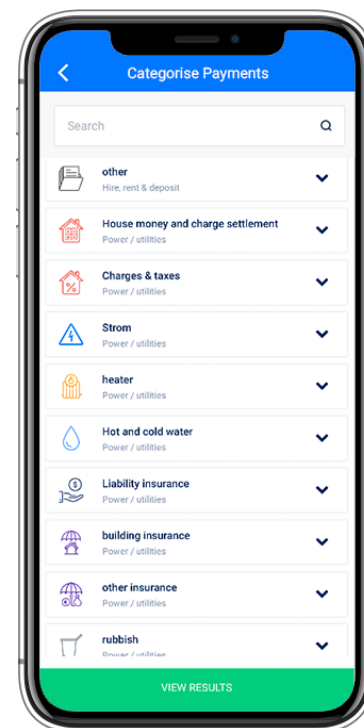 Categorise Payments
Search
other
Hire, rent & deposit
House money and charge settlement
Power / utilities
Charges & taxes
Power / utilities
Strom
Power / utilities
heater
Power / utilities
Hot and cold water
Power / utilities
Liability insurance
Power / utilities
building insurance
Power / utilities
other insurance
Power / utilities
rubbish
Power / utilities
VIEW RESULTS